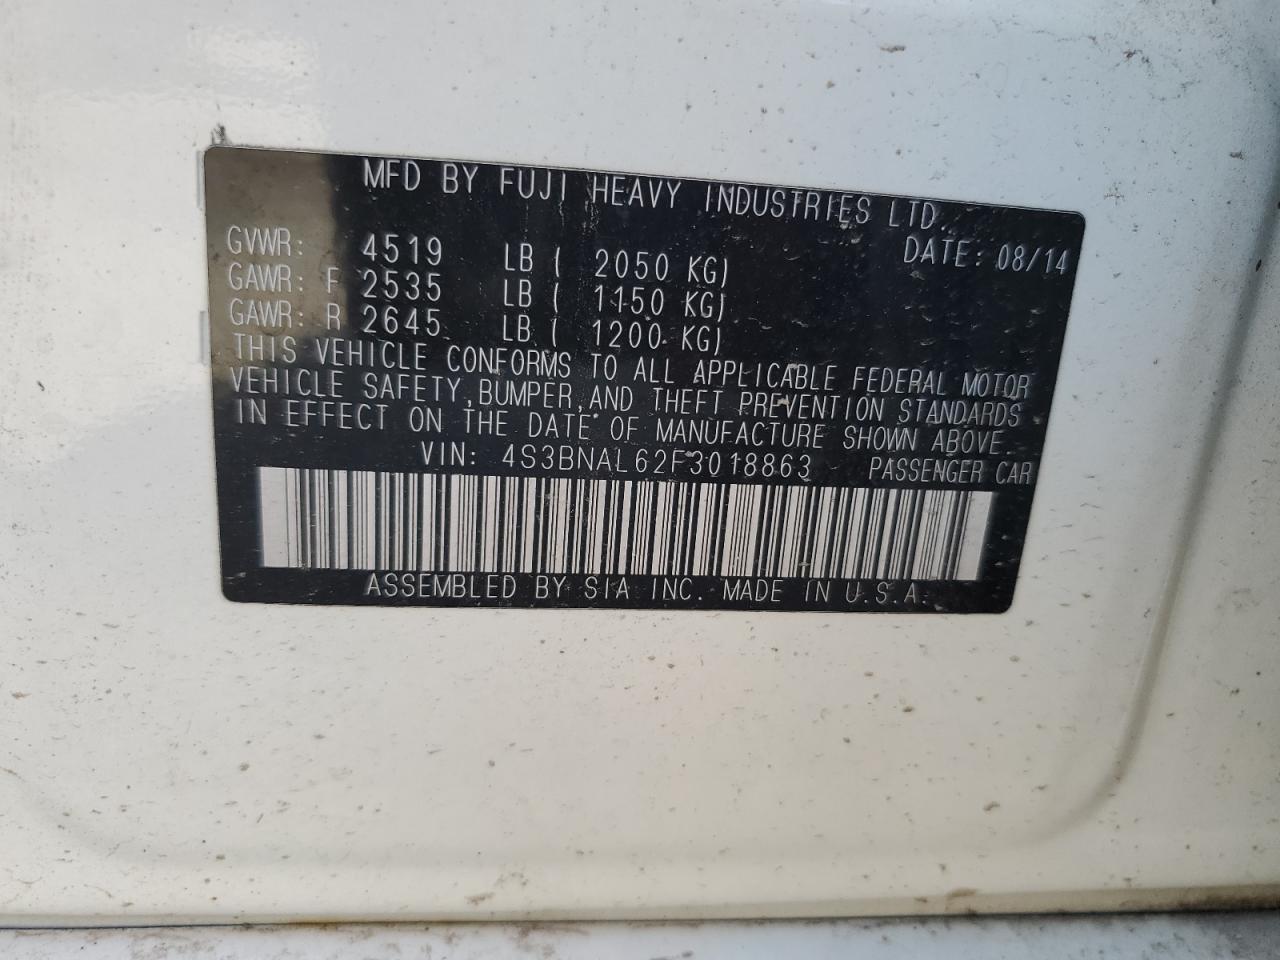 MFD BY FUJI HEAVY INDUSTRIES LTD.
DATE: 08/14
GVWR: 4519 LB ( 2050 KG)
GAWR: F 2535 LB ( 1150 KG)
GAWR: R 2645 LB ( 1200 KG)
THIS VEHICLE CONFORMS TO ALL APPLICABLE FEDERAL MOTOR
VEHICLE SAFETY, BUMPER, AND THEFT PREVENTION STANDARDS
IN EFFECT ON THE DATE OF MANUFACTURE SHOWN ABOVE.
VIN: 4S3BNAL62F3018863 PASSENGER CAR
ASSEMBLED BY SIA INC. MADE IN U.S.A.